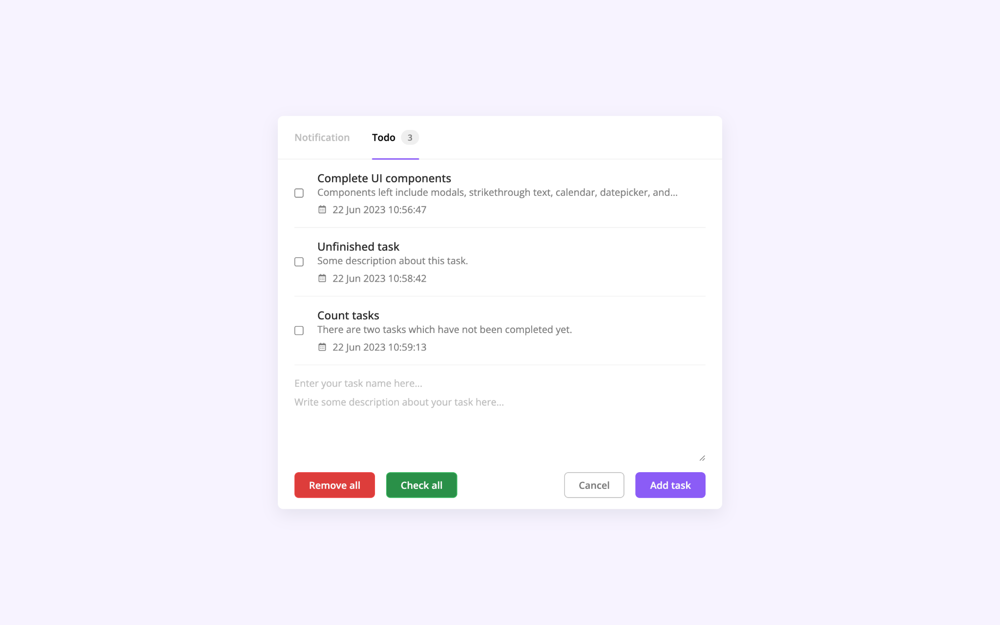 Notification Todo 3
Complete UI components
Components left include modals, strikethrough text, calendar, datepicker, and...
22 Jun 2023 10:56:47
Unfinished task
Some description about this task.
22 Jun 2023 10:58:42
Count tasks
There are two tasks which have not been completed yet.
22 Jun 2023 10:59:13
Enter your task name here...
Write some description about your task here...
Remove all Check all Cancel Add task